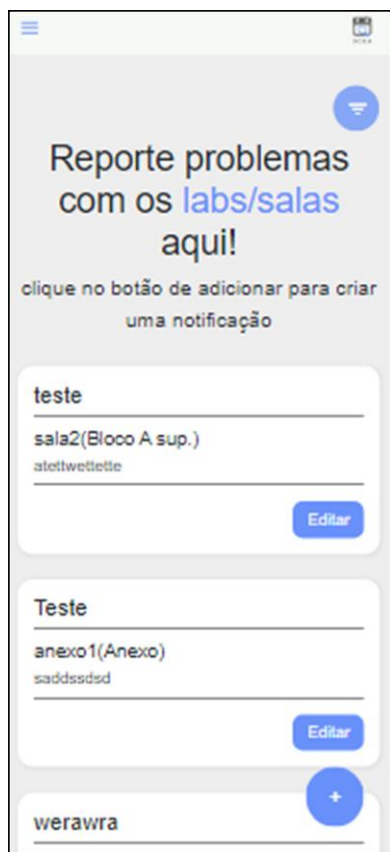 Reporte problemas
com os labs/salas
aqui!
clique no botão de adicionar para criar
uma notificação
teste
sala2(Bloco A sup.)
atettwettette
Editar
Teste
anexo1(Anexo)
saddssdsd
Editar
+
werawra